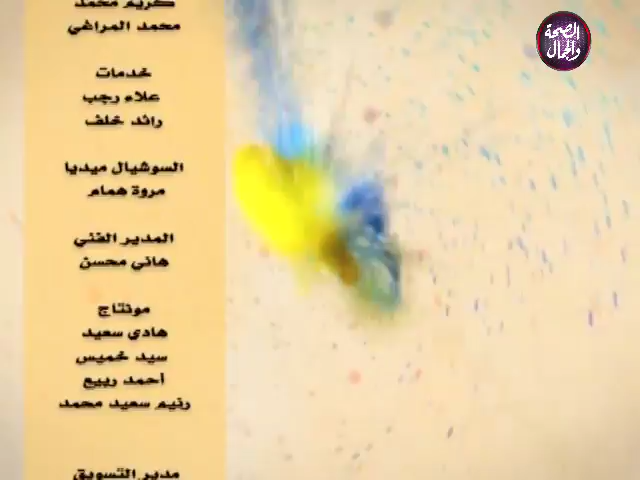 كريم محمد
محمد المراغي
خدمات
علاء رجب
رائد خلف
السوشيال ميديا
مروة همام
المدير الفني
هاني محسن
مونتاج
هادى سعيد
سيد خميس
أحمد ربيع
رنيم سعيد محمد
مدير التسويق
الصحة
والجمال